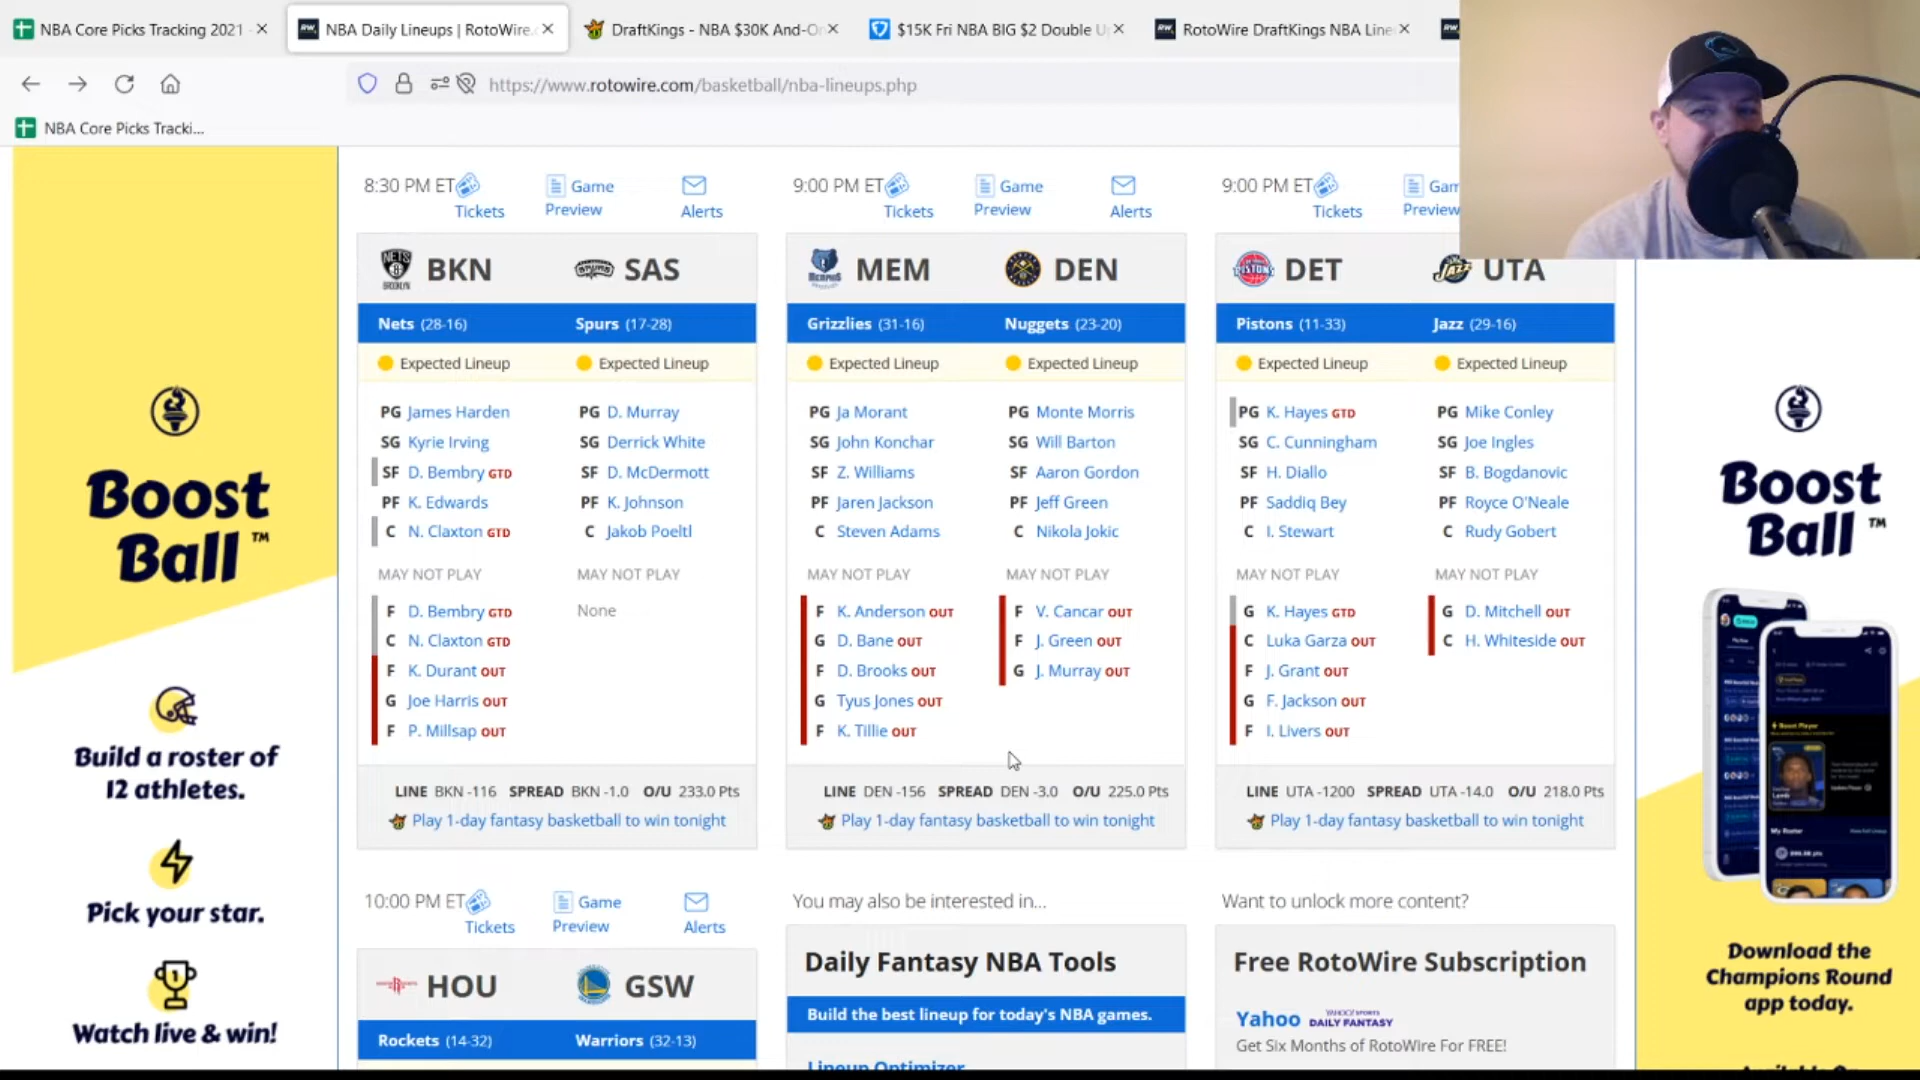 NBA Core Picks Tracking 2021
NBA Daily Lineups | RotoWire.c
DraftKings - NBA $30K And-O
$15K Fri NBA BIG $2 Double U
RotoWire DraftKings NBA Line
https://www.rotowire.com/basketball/nba-lineups.php
NBA Core Picks Tracki...
8:30 PM ET Tickets Game Preview Alerts
BKN SAS
Nets (28-16) Spurs (17-28)
Expected Lineup Expected Lineup
PG James Harden PG D. Murray
SG Kyrie Irving SG Derrick White
SF D. Bembry GTD SF D. McDermott
PF K. Edwards PF K. Johnson
C N. Claxton GTD C Jakob Poeltl
MAY NOT PLAY MAY NOT PLAY
F D. Bembry GTD None
C N. Claxton GTD
F K. Durant OUT
G Joe Harris OUT
F P. Millsap OUT
LINE BKN -116 SPREAD BKN -1.0 O/U 233.0 Pts
Play 1-day fantasy basketball to win tonight
9:00 PM ET Tickets Game Preview Alerts
MEM DEN
Grizzlies (31-16) Nuggets (23-20)
Expected Lineup Expected Lineup
PG Ja Morant PG Monte Morris
SG John Konchar SG Will Barton
SF Z. Williams SF Aaron Gordon
PF Jaren Jackson PF Jeff Green
C Steven Adams C Nikola Jokic
MAY NOT PLAY MAY NOT PLAY
F K. Anderson OUT F V. Cancar OUT
G D. Bane OUT F J. Green OUT
F D. Brooks OUT G J. Murray OUT
G Tyus Jones OUT
F K. Tillie OUT
LINE DEN -156 SPREAD DEN -3.0 O/U 225.0 Pts
Play 1-day fantasy basketball to win tonight
9:00 PM ET Tickets Gam Preview
DET UTA
Pistons (11-33) Jazz (29-16)
Expected Lineup Expected Lineup
PG K. Hayes GTD PG Mike Conley
SG C. Cunningham SG Joe Ingles
SF H. Diallo SF B. Bogdanovic
PF Saddiq Bey PF Royce O'Neale
C I. Stewart C Rudy Gobert
MAY NOT PLAY MAY NOT PLAY
G K. Hayes GTD G D. Mitchell OUT
C Luka Garza OUT C H. Whiteside OUT
F J. Grant OUT
G F. Jackson OUT
F I. Livers OUT
LINE UTA -1200 SPREAD UTA -14.0 O/U 218.0 Pts
Play 1-day fantasy basketball to win tonight
10:00 PM ET Tickets Game Preview Alerts
HOU GSW
Rockets (14-32) Warriors (32-13)
You may also be interested in...
Daily Fantasy NBA Tools
Build the best lineup for today's NBA games.
Lineup Optimizer
Want to unlock more content?
Free RotoWire Subscription
Yahoo YAHOO! SPORTS DAILY FANTASY
Get Six Months of RotoWire For FREE!
Boost
Ball ™
Build a roster of
12 athletes.
Pick your star.
Watch live & win!
Boost
Ball ™
My Roster
Download the
Champions Round
app today.